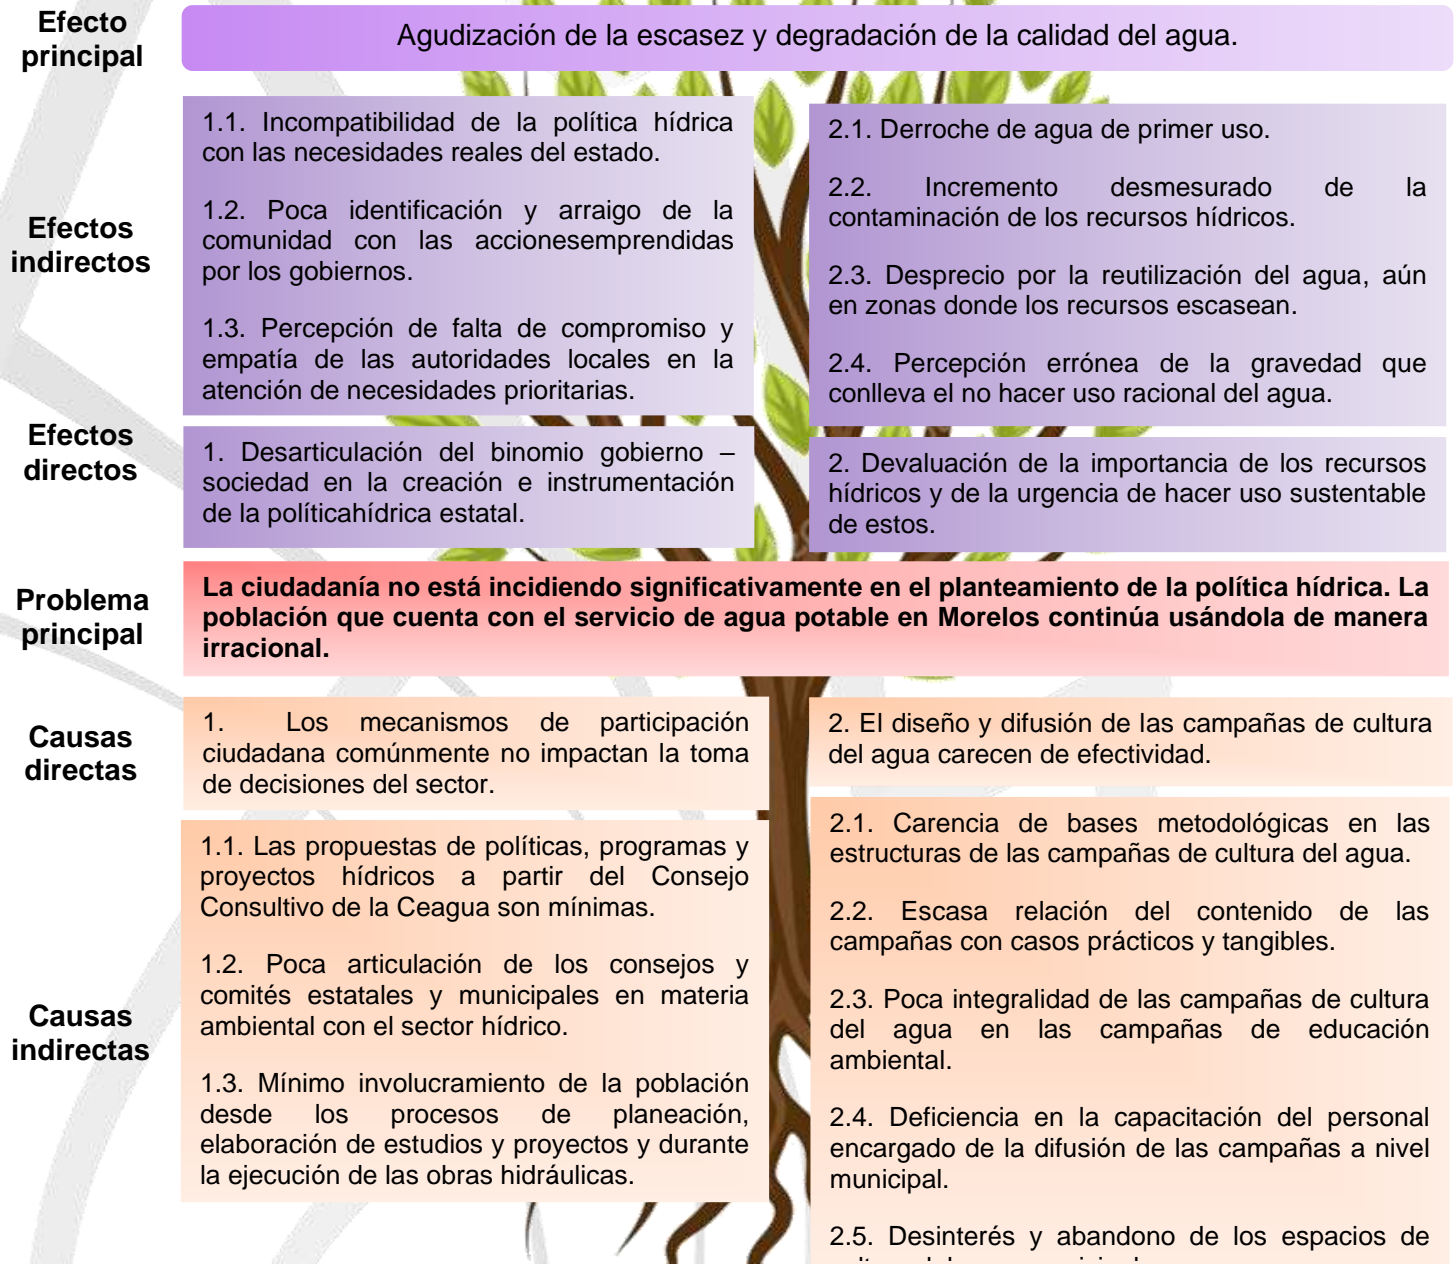 Efecto
principal
Agudización de la escasez y degradación de la calidad del agua.
Efectos
indirectos
1.1. Incompatibilidad de la política hídrica
con las necesidades reales del estado.
1.2. Poca identificación y arraigo de la
comunidad con las accionesemprendidas
por los gobiernos.
1.3. Percepción de falta de compromiso y
empatía de las autoridades locales en la
atención de necesidades prioritarias.
2.1. Derroche de agua de primer uso.
2.2. Incremento desmesurado de la
contaminación de los recursos hídricos.
2.3. Desprecio por la reutilización del agua, aún
en zonas donde los recursos escasean.
2.4. Percepción errónea de la gravedad que
conlleva el no hacer uso racional del agua.
Efectos
directos
1. Desarticulación del binomio gobierno –
sociedad en la creación e instrumentación
de la políticahídrica estatal.
2. Devaluación de la importancia de los recursos
hídricos y de la urgencia de hacer uso sustentable
de estos.
Problema
principal
La ciudadanía no está incidiendo significativamente en el planteamiento de la política hídrica. La
población que cuenta con el servicio de agua potable en Morelos continúa usándola de manera
irracional.
Causas
directas
1. Los mecanismos de participación
ciudadana comúnmente no impactan la toma
de decisiones del sector.
2. El diseño y difusión de las campañas de cultura
del agua carecen de efectividad.
Causas
indirectas
1.1. Las propuestas de políticas, programas y
proyectos hídricos a partir del Consejo
Consultivo de la Ceagua son mínimas.
1.2. Poca articulación de los consejos y
comités estatales y municipales en materia
ambiental con el sector hídrico.
1.3. Mínimo involucramiento de la población
desde los procesos de planeación,
elaboración de estudios y proyectos y durante
la ejecución de las obras hidráulicas.
2.1. Carencia de bases metodológicas en las
estructuras de las campañas de cultura del agua.
2.2. Escasa relación del contenido de las
campañas con casos prácticos y tangibles.
2.3. Poca integralidad de las campañas de cultura
del agua en las campañas de educación
ambiental.
2.4. Deficiencia en la capacitación del personal
encargado de la difusión de las campañas a nivel
municipal.
2.5. Desinterés y abandono de los espacios de